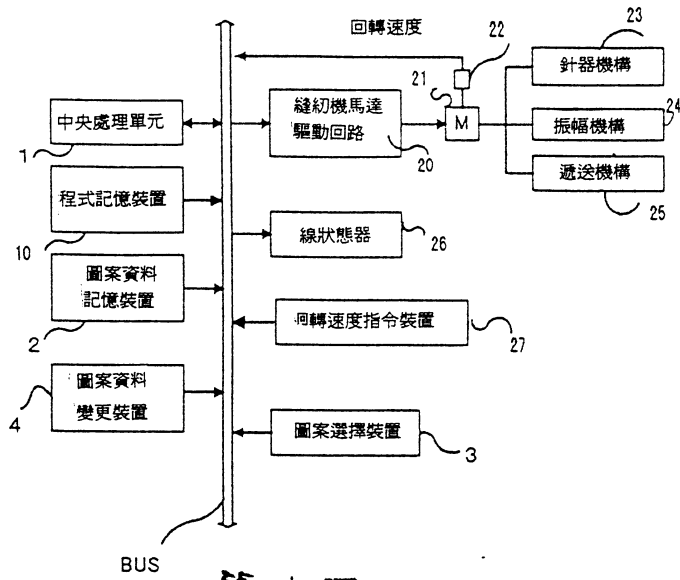 回轉速度
22
23
針器機構
21
M
縫紉機馬達
驅動回路
20
中央處理單元
1
振幅機構
24
遞送機構
25
程式記憶裝置
10
線狀態器
26
圖案資料
記憶裝置
2
回轉速度指令裝置
27
圖案資料
變更裝置
4
圖案選擇裝置
3
BUS